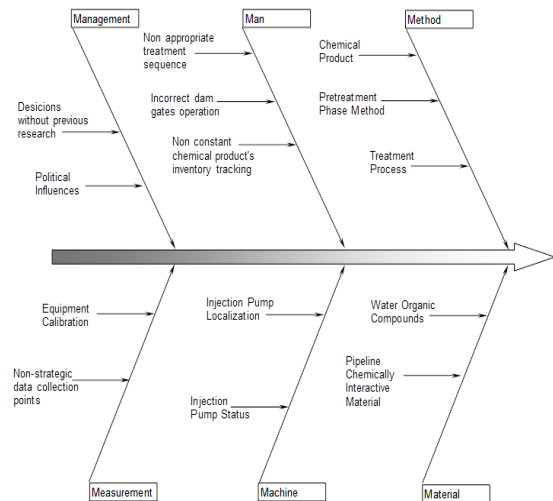 Management
Man
Method
Non appropriate
treatment
sequence
Chemical
Product
Desicions
without previous
research
Incorrect dam
gates operation
Pretreatment
Phase Method
Non constant
chemical product's
inventory tracking
Treatment
Process
Political
Influences
Equipment
Calibration
Injection Pump
Localization
Water Organic
Compounds
Non-strategic
data collection
points
Pipeline
Chemically
Interactive
Material
Injection
Pump Status
Measurement
Machine
Material